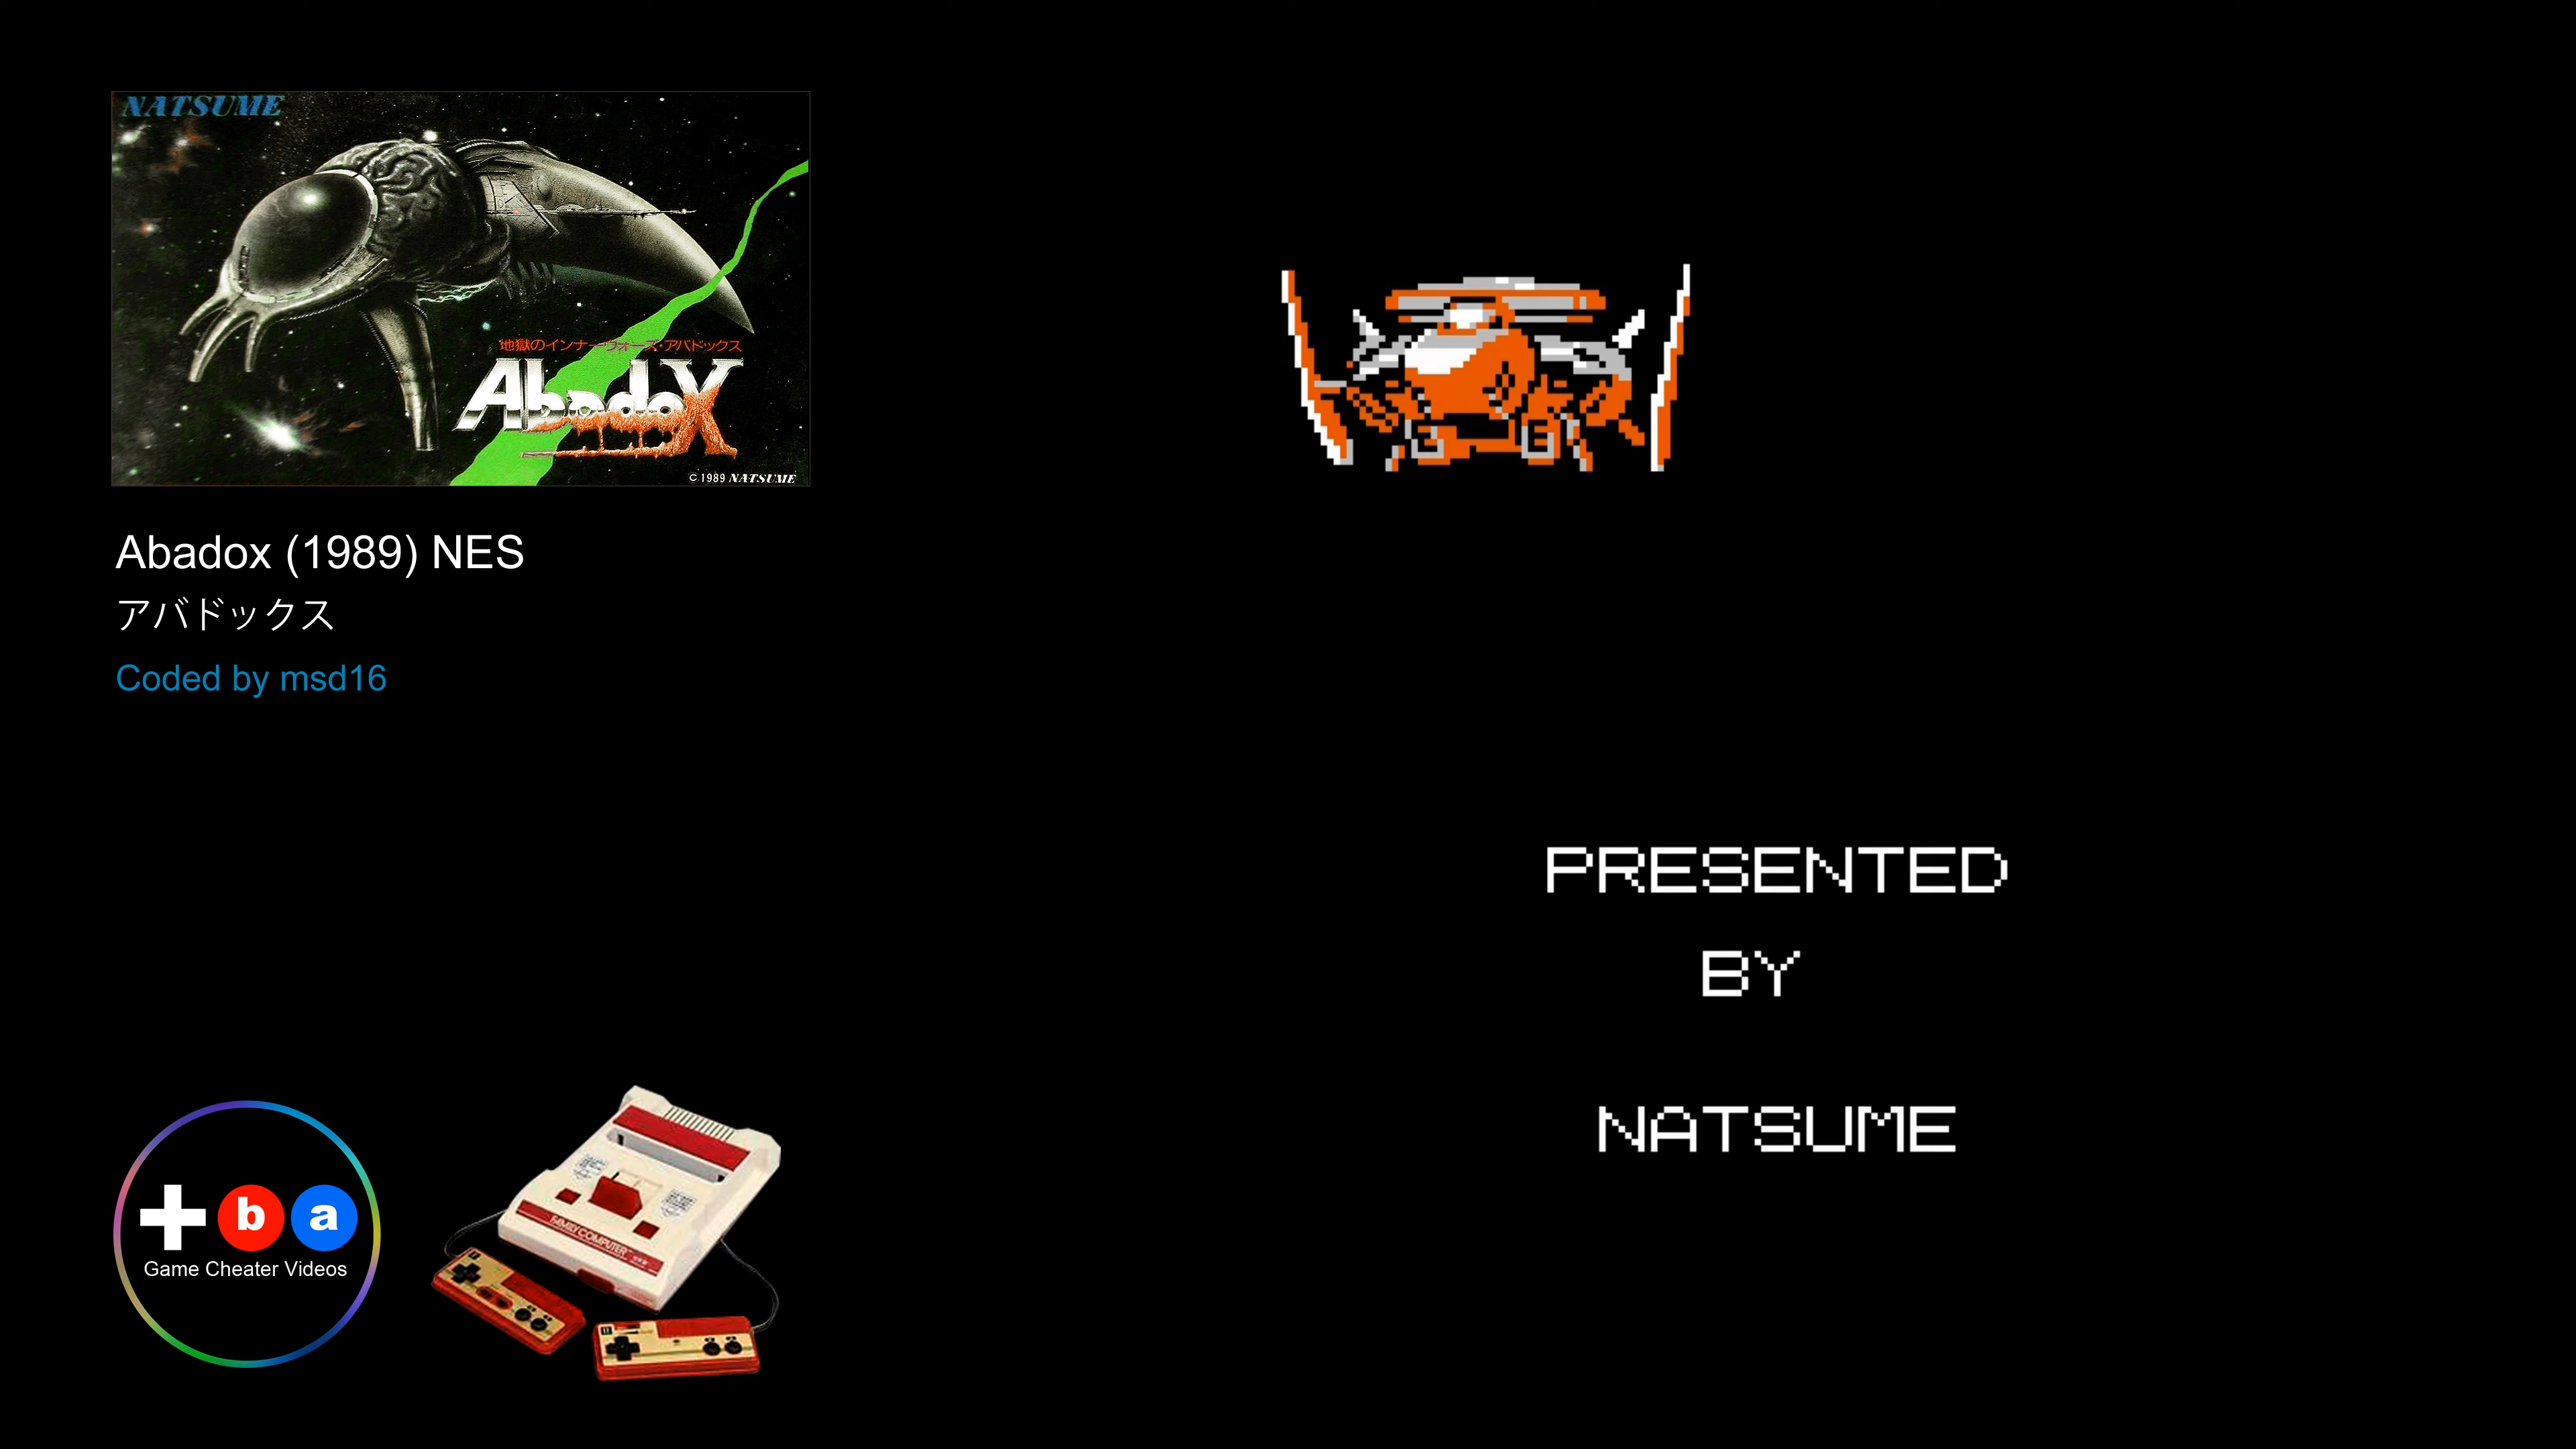 NATSUME
地獄のインナーウォーズ・アバドックス
AbadoX
©1989 NATSUME
Abadox (1989) NES
アバドックス
Coded by msd16
b a
Game Cheater Videos
FAMILY COMPUTER
PRESENTED
BY
NATSUME